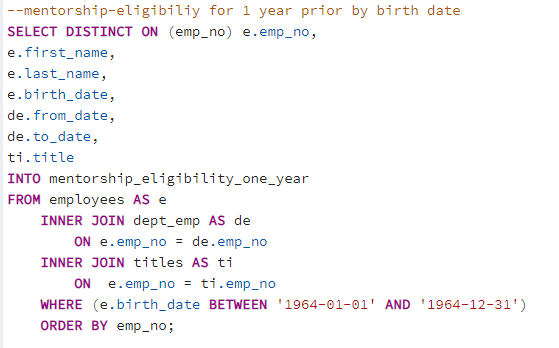 --mentorship-eligibiliy for 1 year prior by birth date
SELECT DISTINCT ON (emp_no) e.emp_no,
e.first_name,
e.last_name,
e.birth_date,
de.from_date,
de.to_date,
ti.title
INTO mentorship_eligibility_one_year
FROM employees AS e
    INNER JOIN dept_emp AS de
        ON e.emp_no = de.emp_no
    INNER JOIN titles AS ti
        ON  e.emp_no = ti.emp_no
    WHERE (e.birth_date BETWEEN '1964-01-01' AND '1964-12-31')
    ORDER BY emp_no;